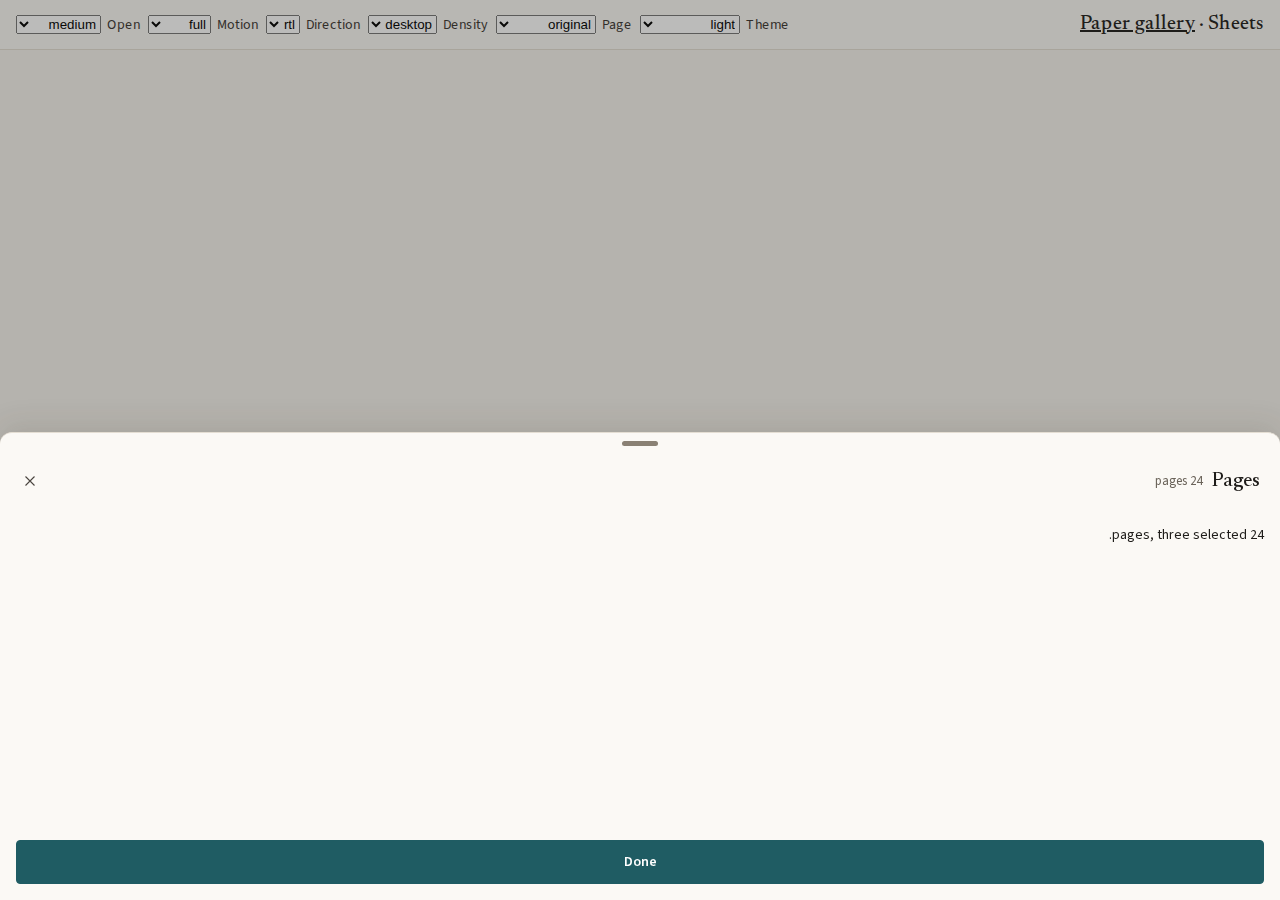 Paper gallery · Sheets
Theme light Page original Density desktop Direction rtl Motion full Open medium
Pages 24 pages
24 pages, three selected.
Done